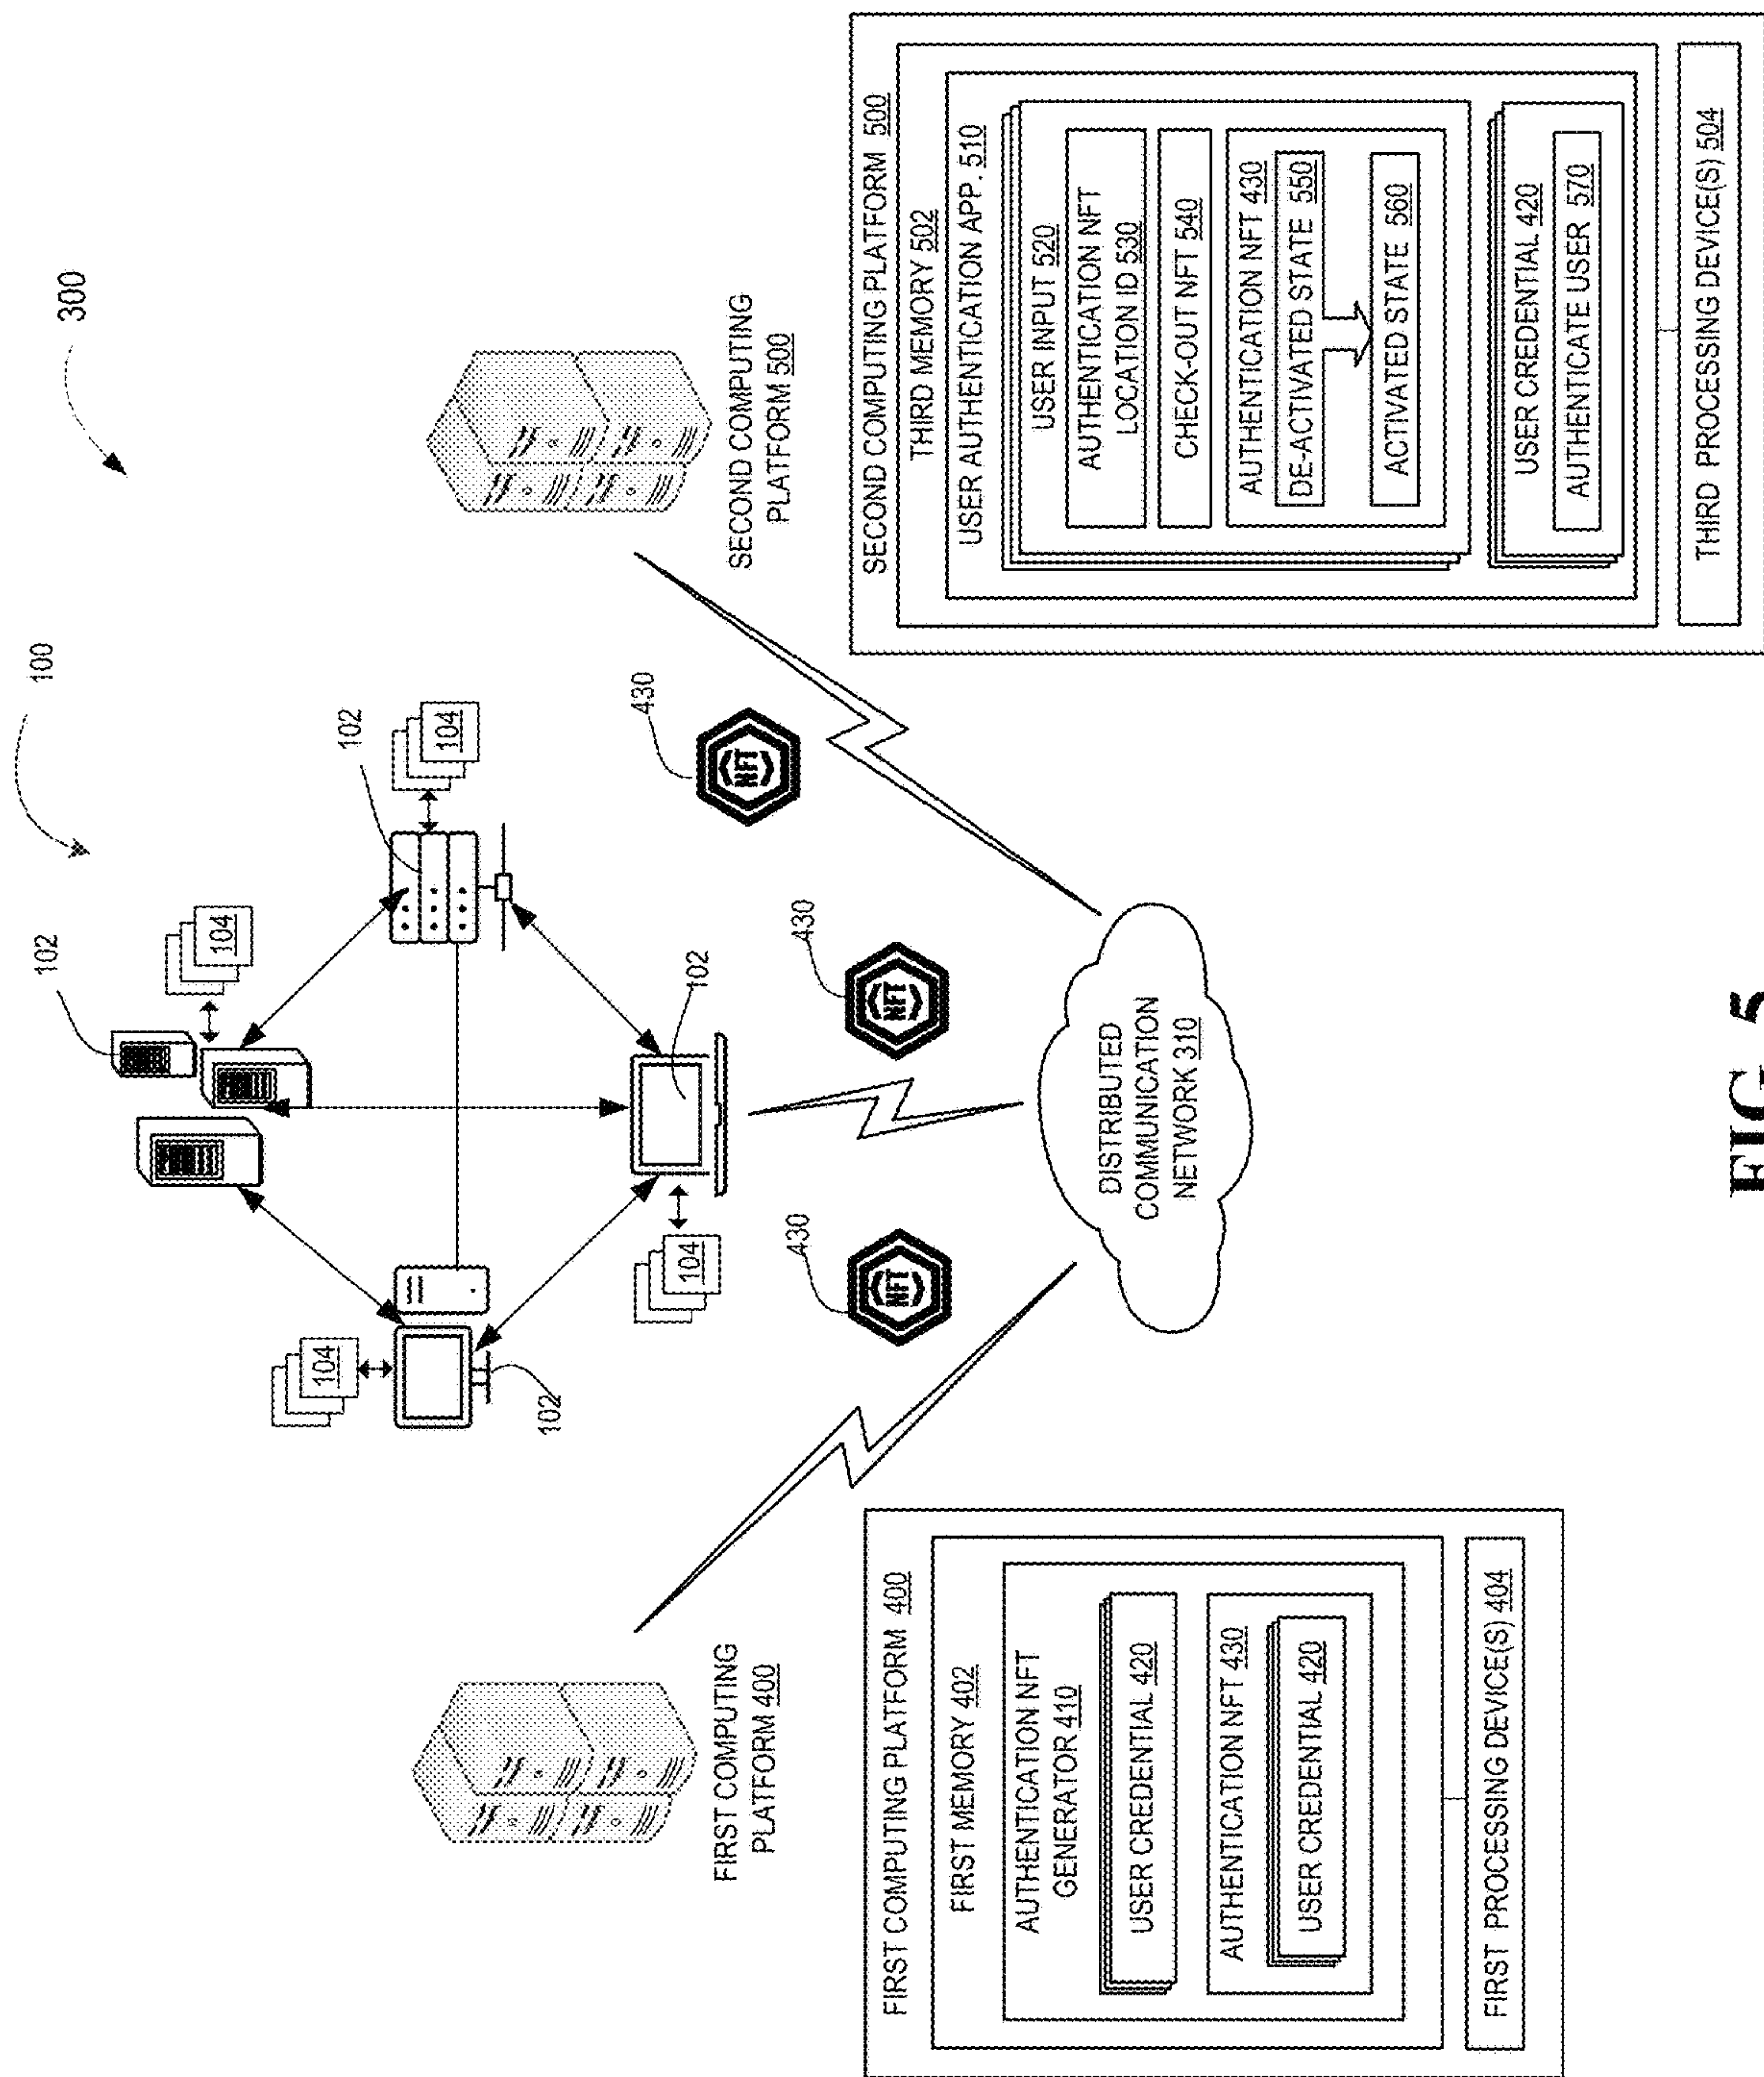 300
100
102
104
102
104
104
102
104
102
FIRST COMPUTING
PLATFORM 400
SECOND COMPUTING
PLATFORM 500
430
NFT
430
NFT
430
NFT
DISTRIBUTED
COMMUNICATION
NETWORK 310
FIRST COMPUTING PLATFORM 400
FIRST MEMORY 402
AUTHENTICATION NFT
GENERATOR 410
USER CREDENTIAL 420
AUTHENTICATION NFT 430
USER CREDENTIAL 420
FIRST PROCESSING DEVICE(S) 404
SECOND COMPUTING PLATFORM 500
THIRD MEMORY 502
USER AUTHENTICATION APP. 510
USER INPUT 520
AUTHENTICATION NFT
LOCATION ID 530
CHECK-OUT NFT 540
AUTHENTICATION NFT 430
DE-ACTIVATED STATE 550
ACTIVATED STATE 560
USER CREDENTIAL 420
AUTHENTICATE USER 570
THIRD PROCESSING DEVICE(S) 504
FIG. 5